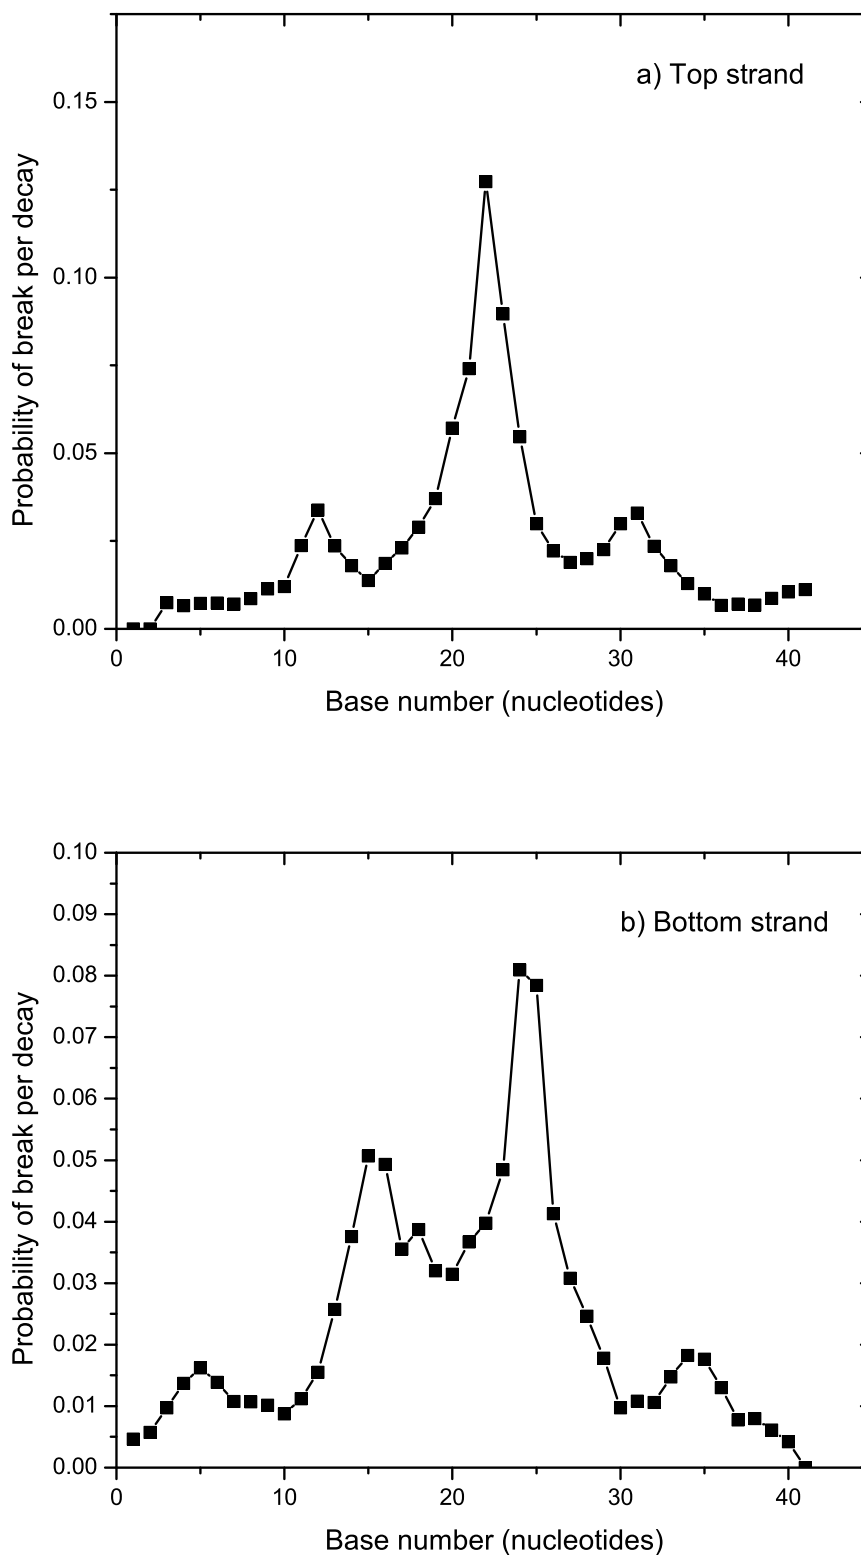 a) Top strand
0.15
0.10
0.05
0.00
0 10 20 30 40
Probability of break per decay
Base number (nucleotides)
b) Bottom strand
0.10
0.09
0.08
0.07
0.06
0.05
0.04
0.03
0.02
0.01
0.00
0 10 20 30 40
Probability of break per decay
Base number (nucleotides)